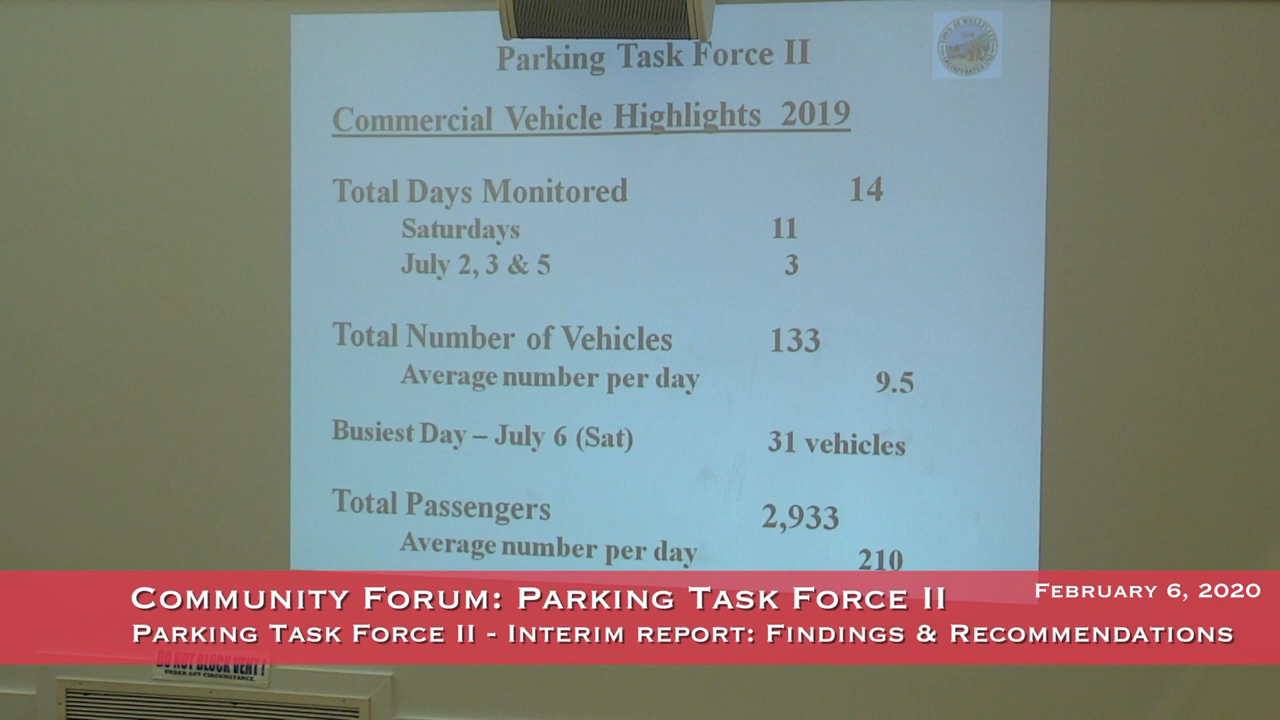 Parking Task Force II
Commercial Vehicle Highlights 2019
Total Days Monitored 14
Saturdays 11
July 2, 3 & 5 3
Total Number of Vehicles 133
Average number per day 9.5
Busiest Day – July 6 (Sat) 31 vehicles
Total Passengers 2,933
Average number per day 210
Community Forum: Parking Task Force II
February 6, 2020
Parking Task Force II - Interim report: Findings & Recommendations
DO NOT BLOCK VENT!
UNDER ANY CIRCUMSTANCE.